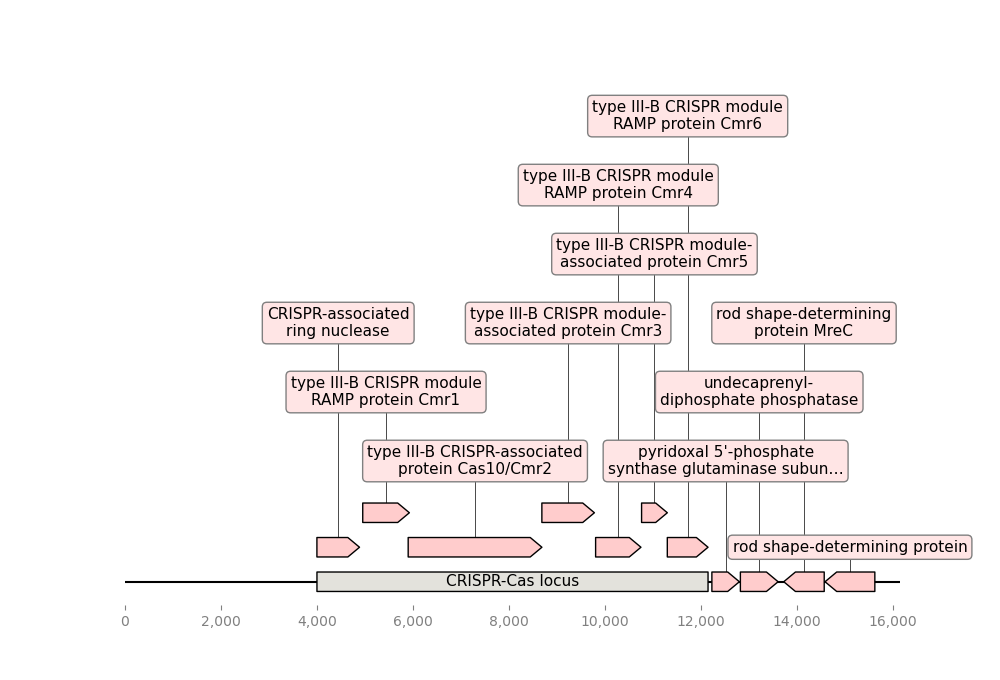 type III-B CRISPR module
RAMP protein Cmr6
type III-B CRISPR module
RAMP protein Cmr4
type III-B CRISPR module-
associated protein Cmr5
CRISPR-associated
ring nuclease
type III-B CRISPR module-
associated protein Cmr3
rod shape-determining
protein MreC
type III-B CRISPR module
RAMP protein Cmr1
undecaprenyl-
diphosphate phosphatase
type III-B CRISPR-associated
protein Cas10/Cmr2
pyridoxal 5'-phosphate
synthase glutaminase subun…
rod shape-determining protein
CRISPR-Cas locus
0 2,000 4,000 6,000 8,000 10,000 12,000 14,000 16,000